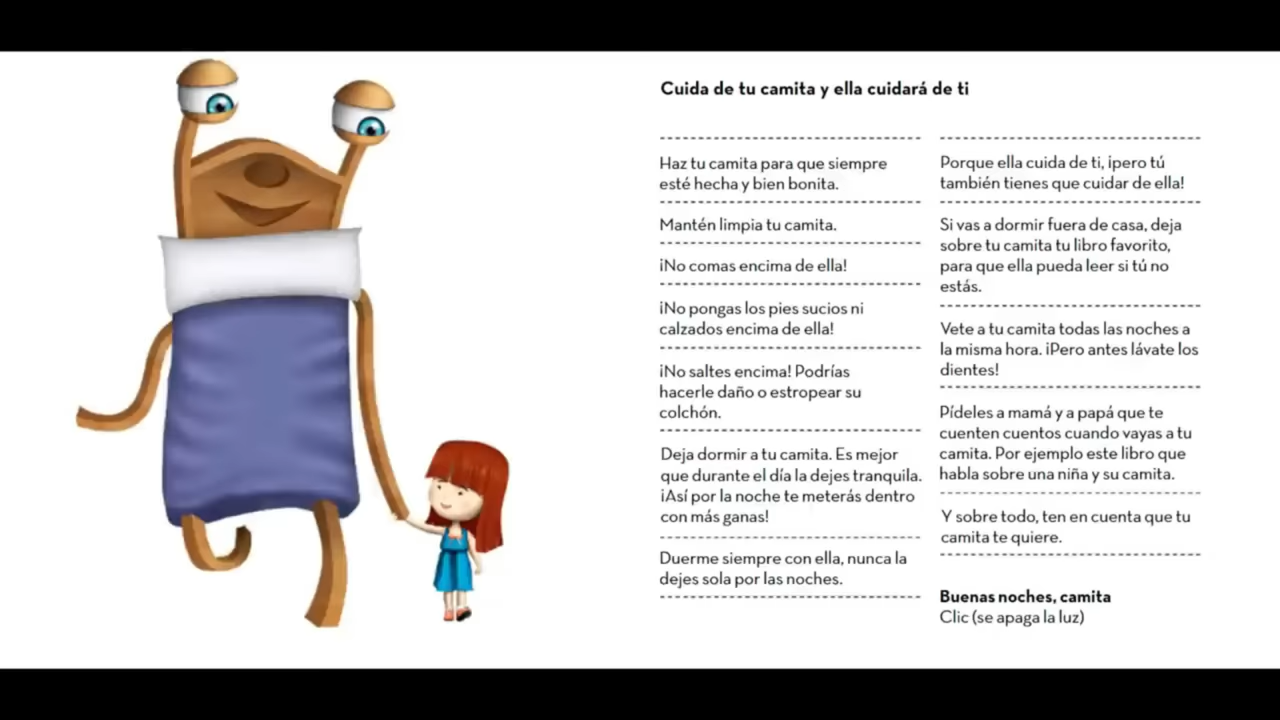 Cuida de tu camita y ella cuidará de ti
Haz tu camita para que siempre
esté hecha y bien bonita.
Mantén limpia tu camita.
¡No comas encima de ella!
¡No pongas los pies sucios ni
calzados encima de ella!
¡No saltes encima! Podrías
hacerle daño o estropear su
colchón.
Deja dormir a tu camita. Es mejor
que durante el día la dejes tranquila.
¡Así por la noche te meterás dentro
con más ganas!
Duerme siempre con ella, nunca la
dejes sola por las noches.
Porque ella cuida de ti, ¡pero tú
también tienes que cuidar de ella!
Si vas a dormir fuera de casa, deja
sobre tu camita tu libro favorito,
para que ella pueda leer si tú no
estás.
Vete a tu camita todas las noches a
la misma hora. ¡Pero antes lávate los
dientes!
Pídeles a mamá y a papá que te
cuenten cuentos cuando vayas a tu
camita. Por ejemplo este libro que
habla sobre una niña y su camita.
Y sobre todo, ten en cuenta que tu
camita te quiere.
Buenas noches, camita
Clic (se apaga la luz)